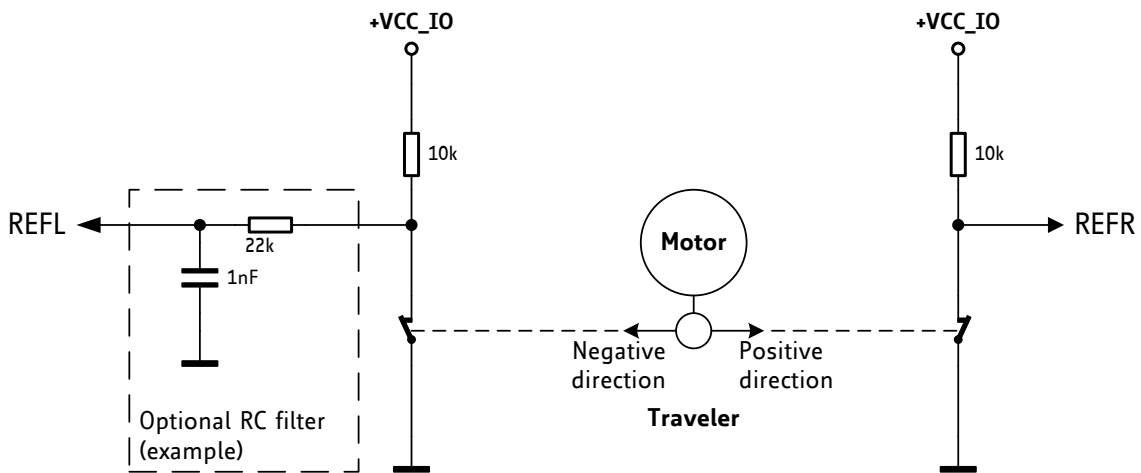 +VCC_IO
+VCC_IO
10k
10k
REFL
22k
1nF
Motor
REFR
Negative
direction
Positive
direction
Traveler
Optional RC filter
(example)